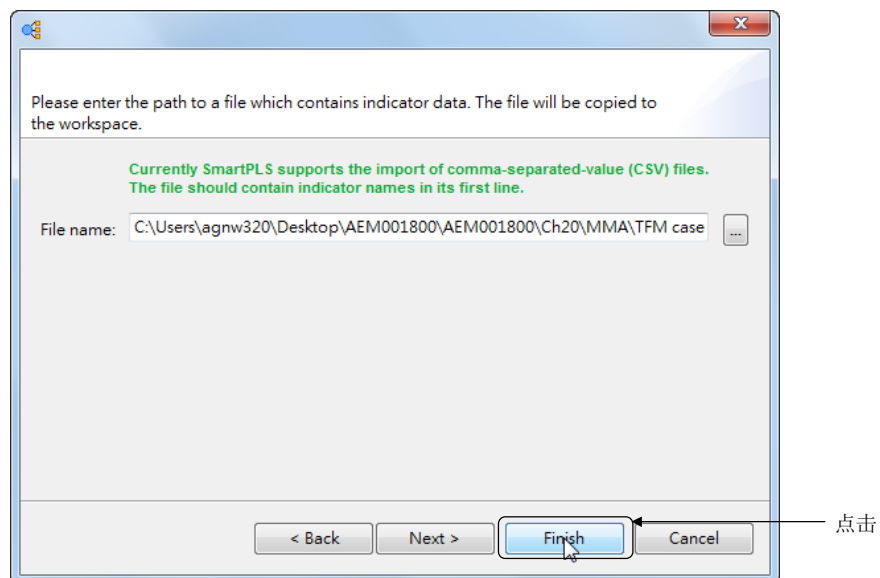 X
Please enter the path to a file which contains indicator data. The file will be copied to
the workspace.
Currently SmartPLS supports the import of comma-separated-value (CSV) files.
The file should contain indicator names in its first line.
File name: C:\Users\agnw320\Desktop\AEM001800\AEM001800\Ch20\MMA\TFM case ...
< Back Next > Finish Cancel 点击